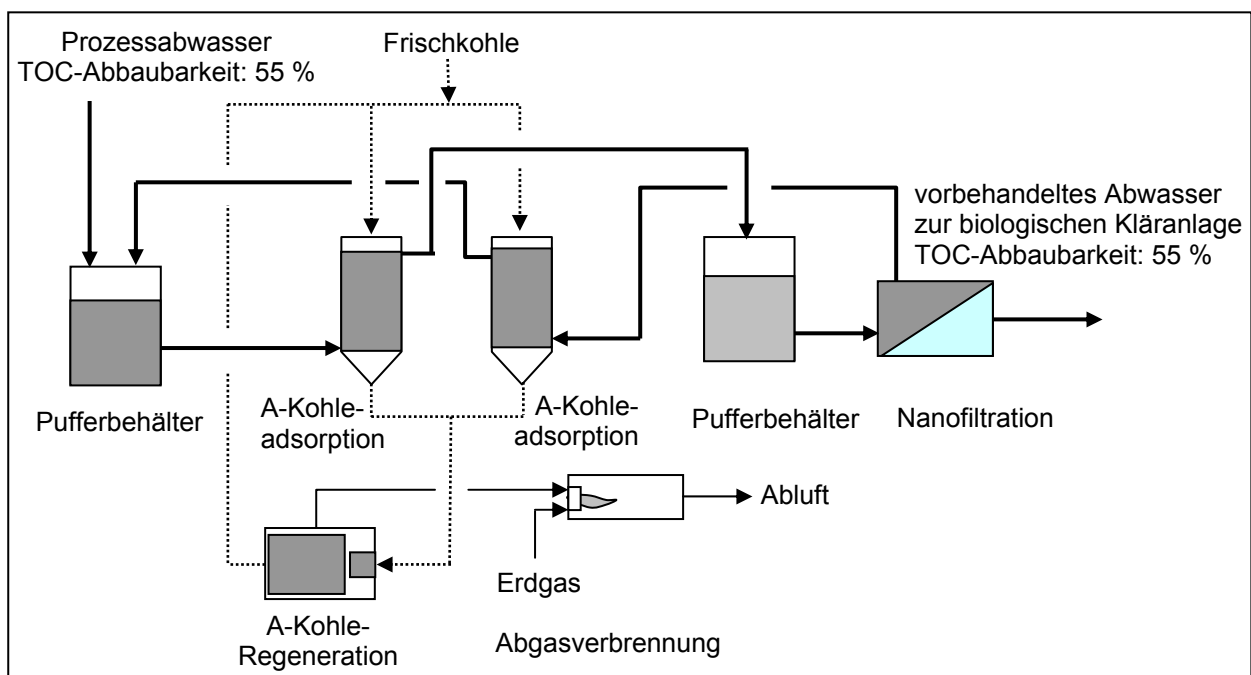 Prozessabwasser
TOC-Abbaubarkeit: 55 %
Frischkohle
vorbehandeltes Abwasser
zur biologischen Kläranlage
TOC-Abbaubarkeit: 55 %
Pufferbehälter
A-Kohle-
adsorption
A-Kohle-
adsorption
Pufferbehälter
Nanofiltration
Abluft
Erdgas
A-Kohle-
Regeneration
Abgasverbrennung